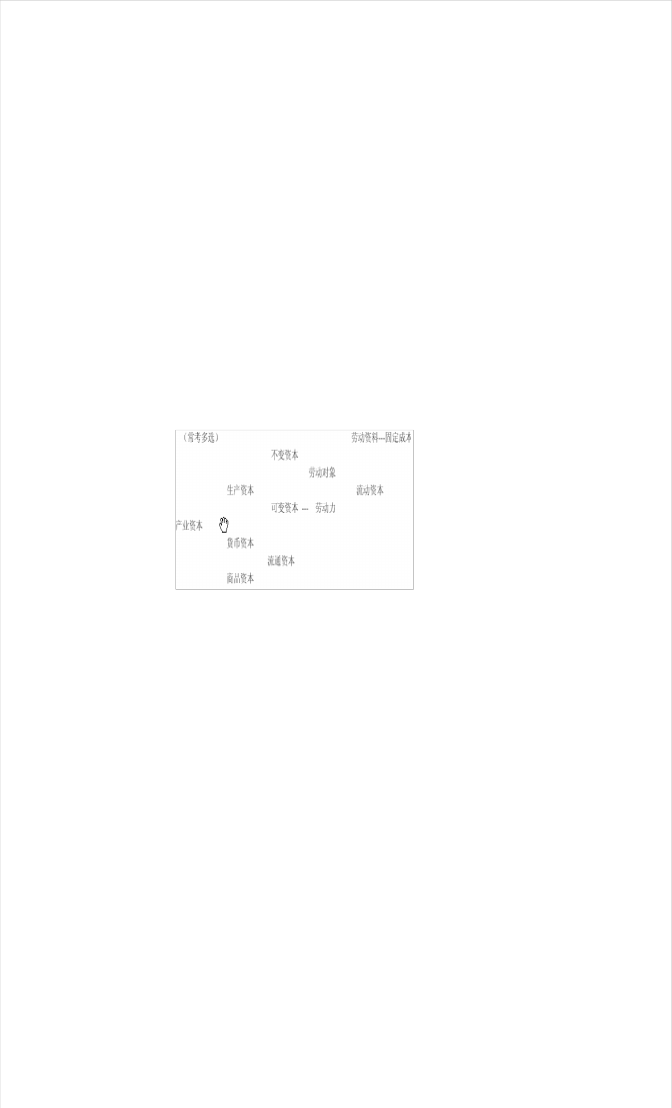 （常考多选） 劳动资料---固定成本
不变资本
劳动对象
生产资本 流动资本
可变资本 --- 劳动力
产业资本
货币资本
流通资本
商品资本